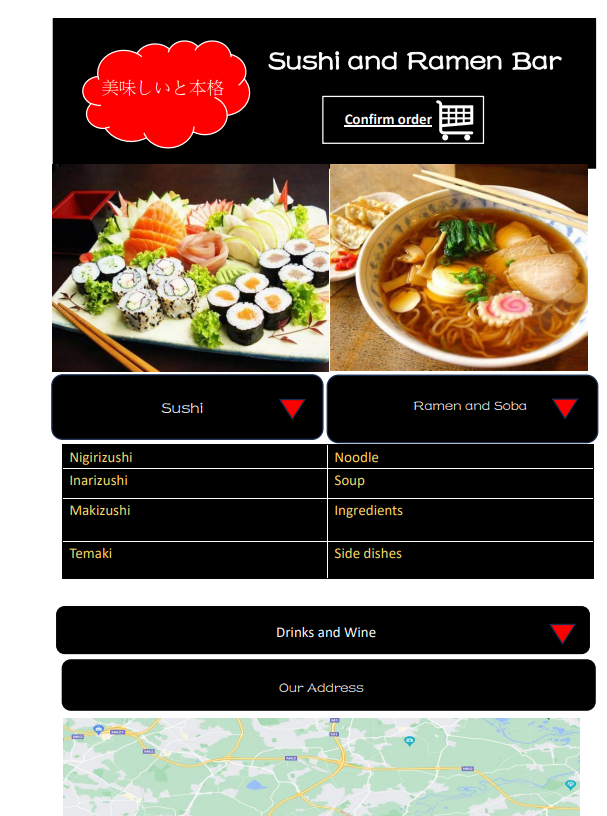 美味しいと本格
Sushi and Ramen Bar
Confirm order
Sushi
Ramen and Soba
Nigirizushi
Noodle
Inarizushi
Soup
Makizushi
Ingredients
Temaki
Side dishes
Drinks and Wine
Our Address